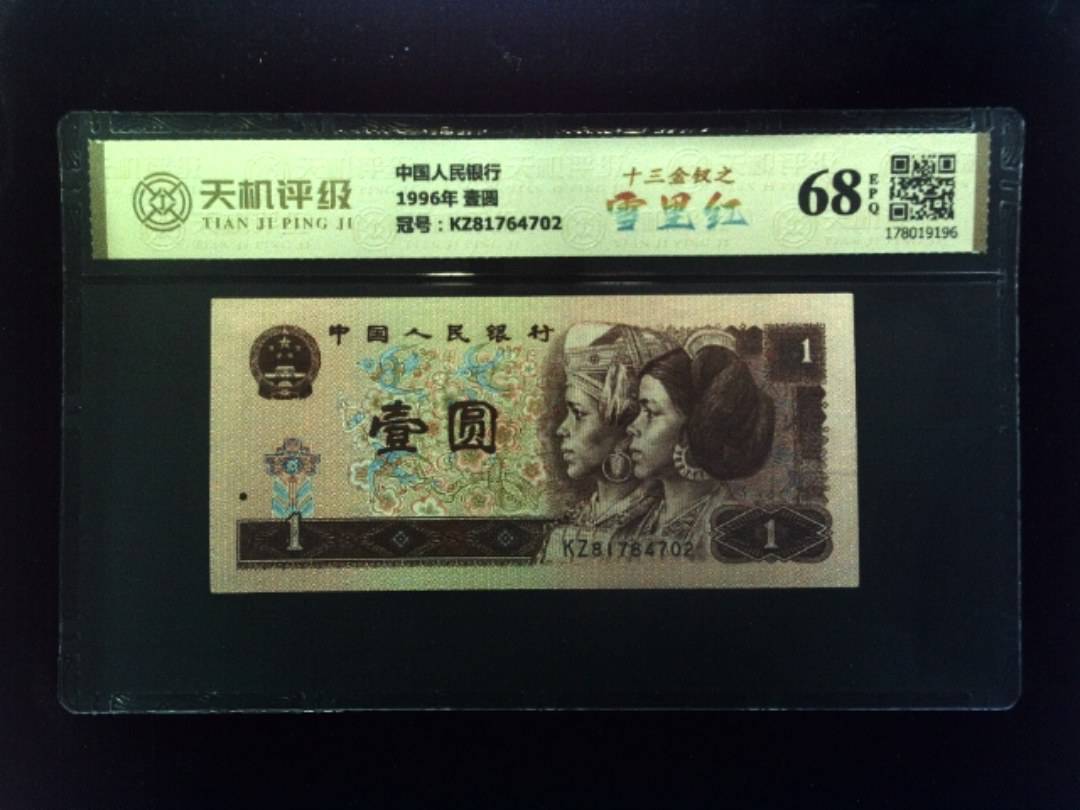 天机评级
TIAN JI PING JI
中国人民银行
1996年 壹圆
冠号：KZ81764702
十三金钗之
雪里红
68 EPQ
178019196
中国人民银行
壹圆
1
1
1
KZ81764702